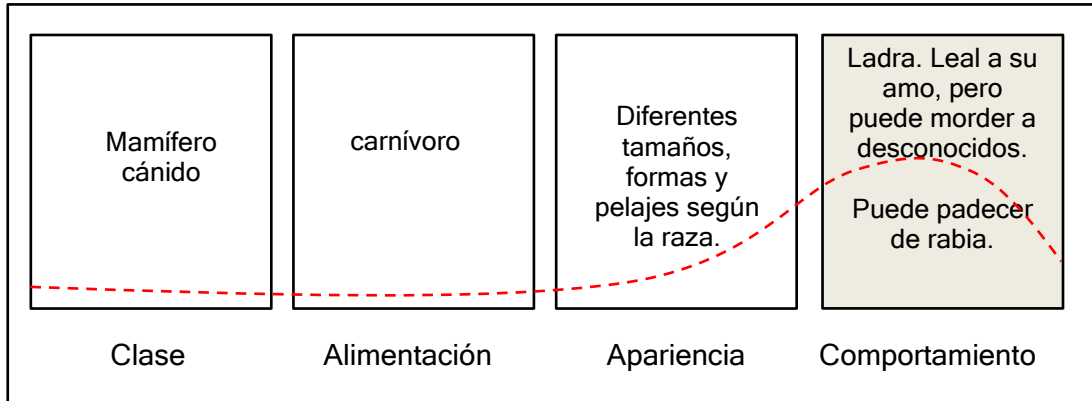 Mamífero
cánido
carnívoro
Diferentes
tamaños,
formas y
pelajes según
la raza.
Ladra. Leal a su
amo, pero
puede morder a
desconocidos.
Puede padecer
de rabia.
Clase
Alimentación
Apariencia
Comportamiento